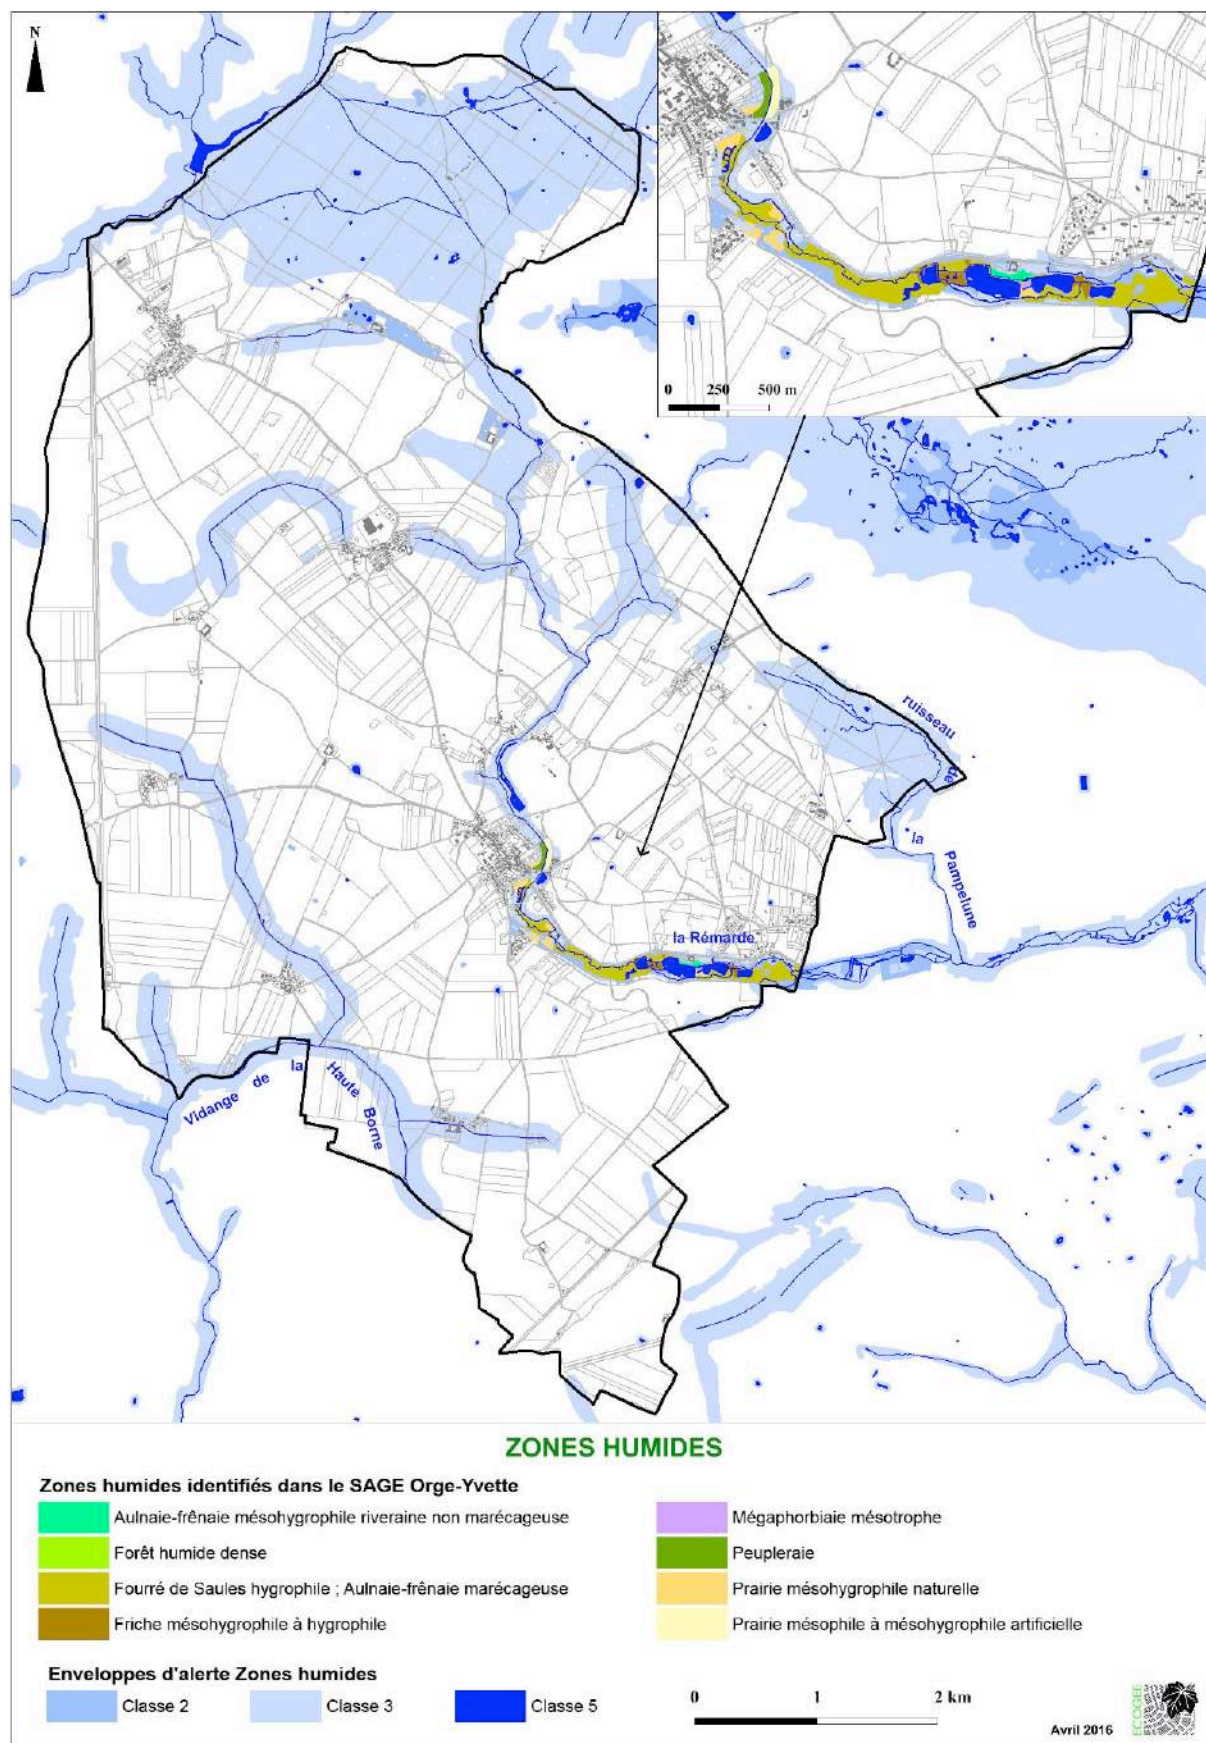 N
0 250 500 m
ruisseau
de
la
Pampelune
la Rémarde
Vidange de la
Haute
Borne
ZONES HUMIDES
Zones humides identifiés dans le SAGE Orge-Yvette
Aulnaie-frênaie mésohygrophile riveraine non marécageuse
Mégaphorbiaie mésotrophe
Forêt humide dense
Peupleraie
Fourré de Saules hygrophile ; Aulnaie-frênaie marécageuse
Prairie mésohygrophile naturelle
Friche mésohygrophile à hygrophile
Prairie mésophile à mésohygrophile artificielle
Enveloppes d'alerte Zones humides
Classe 2
Classe 3
Classe 5
0 1 2 km
Avril 2016
ECOGEE